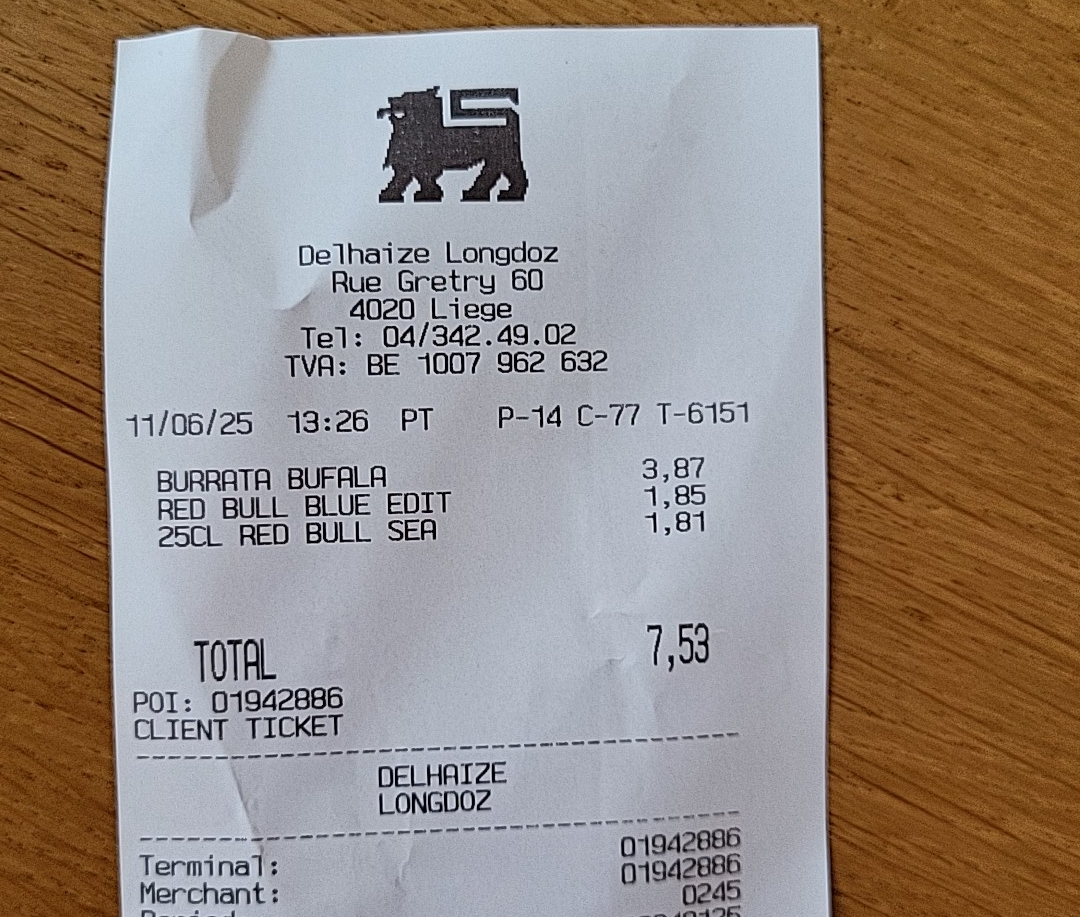 Delhaize Longdoz
Rue Gretry 60
4020 Liege
Tel: 04/342.49.02
TVA: BE 1007 962 632
11/06/25 13:26 PT P-14 C-77 T-6151
BURRATA BUFALA 3,87
RED BULL BLUE EDIT 1,85
25CL RED BULL SEA 1,81
TOTAL 7,53
POI: 01942886
CLIENT TICKET
DELHAIZE
LONGDOZ
01942886
Terminal: 01942886
Merchant: 0245